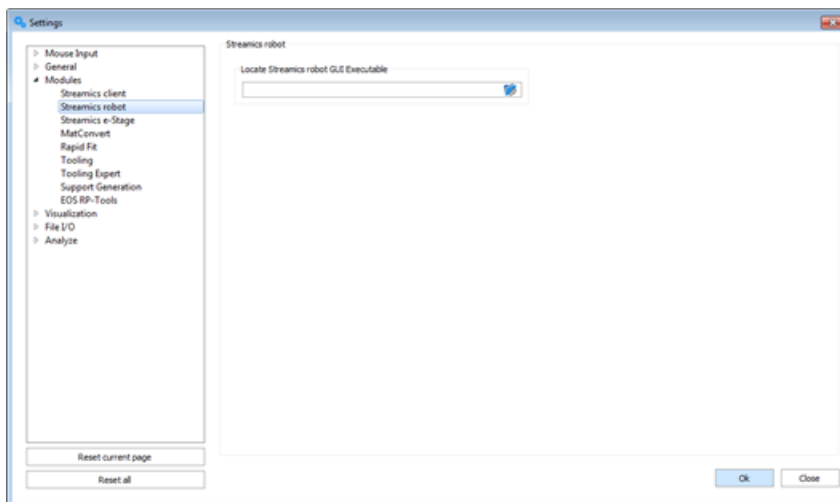 Settings
Mouse Input
General
Modules
Streamics client
Streamics robot
Streamics e-Stage
MatConvert
Rapid Fit
Tooling
Tooling Expert
Support Generation
EOS RP-Tools
Visualization
File I/O
Analyze
Reset current page
Reset all
Streamics robot
Locate Streamics robot GUI Executable
Ok
Close